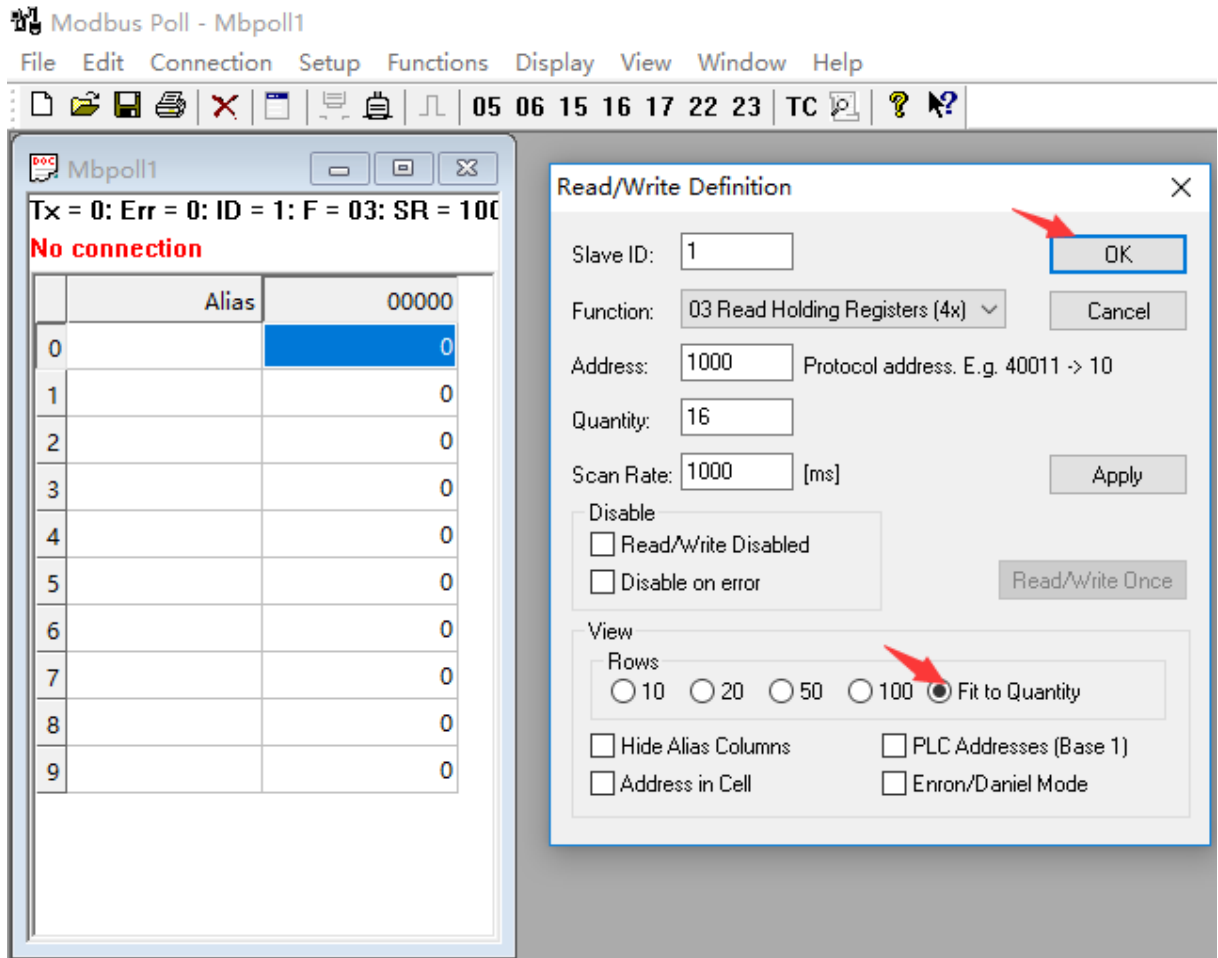 Modbus Poll - Mbpoll1
File Edit Connection Setup Functions Display View Window Help
05 06 15 16 17 22 23 TC
DOC Mbpoll1
Tx = 0: Err = 0: ID = 1: F = 03: SR = 100
No connection
Alias 00000
0 0
1 0
2 0
3 0
4 0
5 0
6 0
7 0
8 0
9 0
Read/Write Definition
Slave ID: 1 OK
Function: 03 Read Holding Registers (4x) Cancel
Address: 1000 Protocol address. E.g. 40011 -> 10
Quantity: 16
Scan Rate: 1000 [ms] Apply
Disable
Read/Write Disabled
Disable on error Read/Write Once
View
Rows
10 20 50 100 Fit to Quantity
Hide Alias Columns PLC Addresses (Base 1)
Address in Cell Enron/Daniel Mode